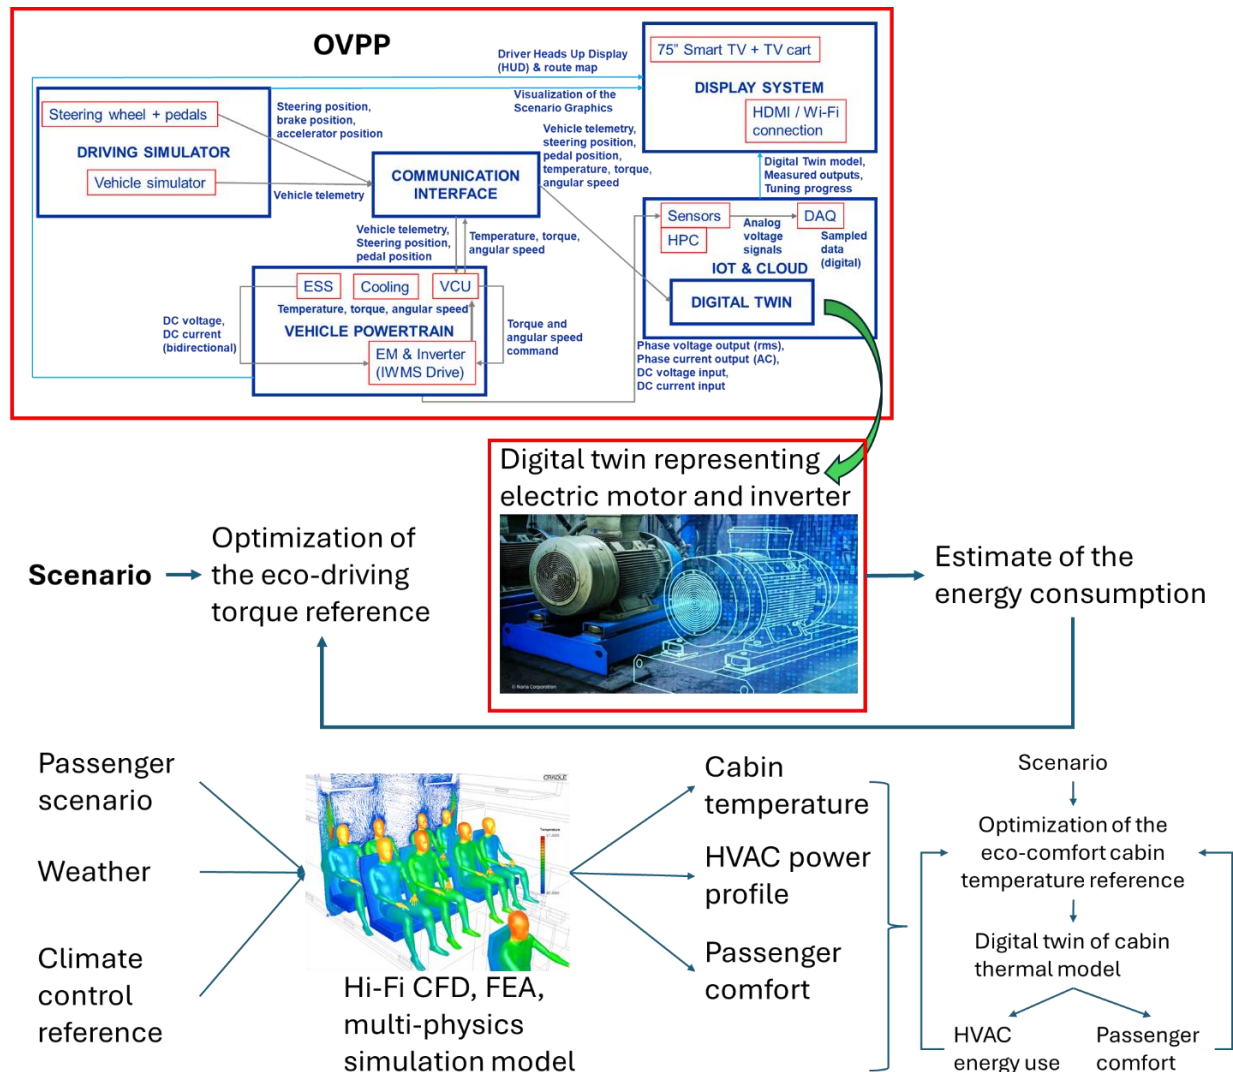 OVPP
Driver Heads Up Display
(HUD) & route map
Visualization of the
Scenario Graphics
75" Smart TV + TV cart
DISPLAY SYSTEM
HDMI / Wi-Fi
connection
Steering wheel + pedals
DRIVING SIMULATOR
Vehicle simulator
Steering position,
brake position,
accelerator position
Vehicle telemetry
COMMUNICATION
INTERFACE
Vehicle telemetry,
steering position,
pedal position,
temperature, torque,
angular speed
Digital Twin model,
Measured outputs,
Tuning progress
Sensors
HPC
Analog
voltage
signals
DAQ
Sampled
data
(digital)
IOT & CLOUD
DIGITAL TWIN
Vehicle telemetry,
Steering position,
pedal position
Temperature, torque,
angular speed
ESS
Cooling
VCU
Temperature, torque, angular speed
VEHICLE POWERTRAIN
EM & Inverter
(IWMS Drive)
DC voltage,
DC current
(bidirectional)
Torque and
angular speed
command
Phase voltage output (rms),
Phase current output (AC),
DC voltage input,
DC current input
Digital twin representing
electric motor and inverter
© Naria Corporation
Scenario
Optimization of
the eco-driving
torque reference
Estimate of the
energy consumption
Passenger
scenario
Weather
Climate
control
reference
CRADLE
Temperature
Hi-Fi CFD, FEA,
multi-physics
simulation model
Cabin
temperature
HVAC power
profile
Passenger
comfort
Scenario
Optimization of the
eco-comfort cabin
temperature reference
Digital twin of cabin
thermal model
HVAC
energy use
Passenger
comfort